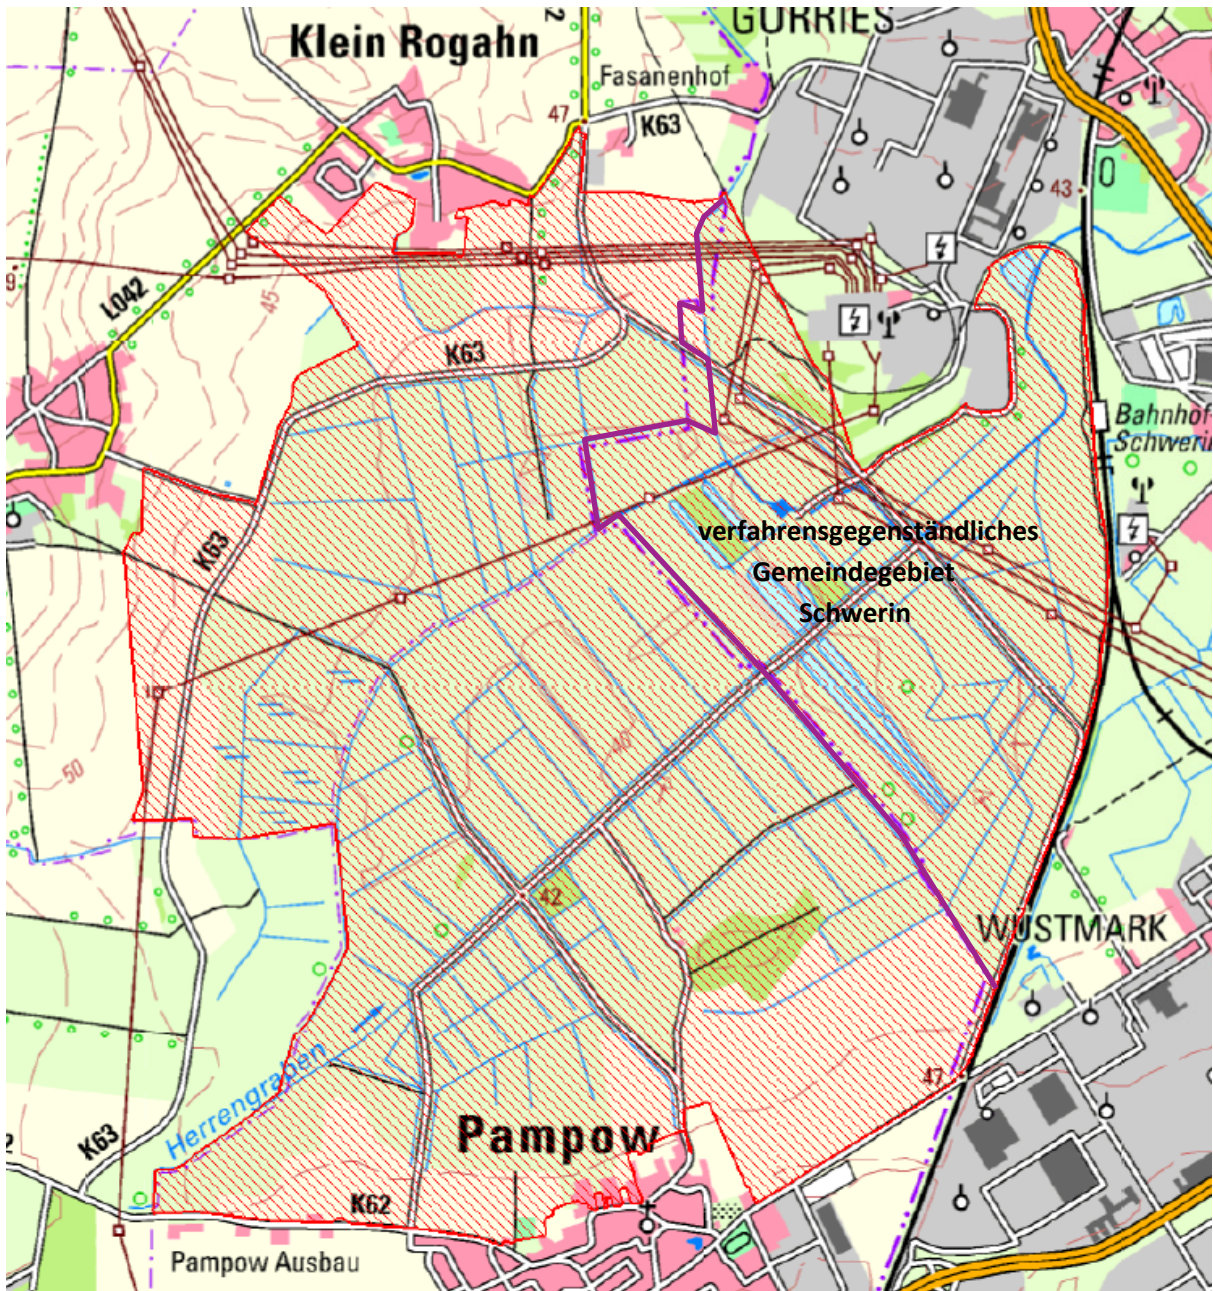 GÖRRIES
Klein Rogahn
Fasanenhof
47
K63
43
L042
45
K63
Bahnhof
Schwerin
verfahrensgegenständliches
Gemeindegebiet
Schwerin
K63
50
40
42
WÜSTMARK
Herrengraben
47
Pampow
K63
K62
Pampow Ausbau